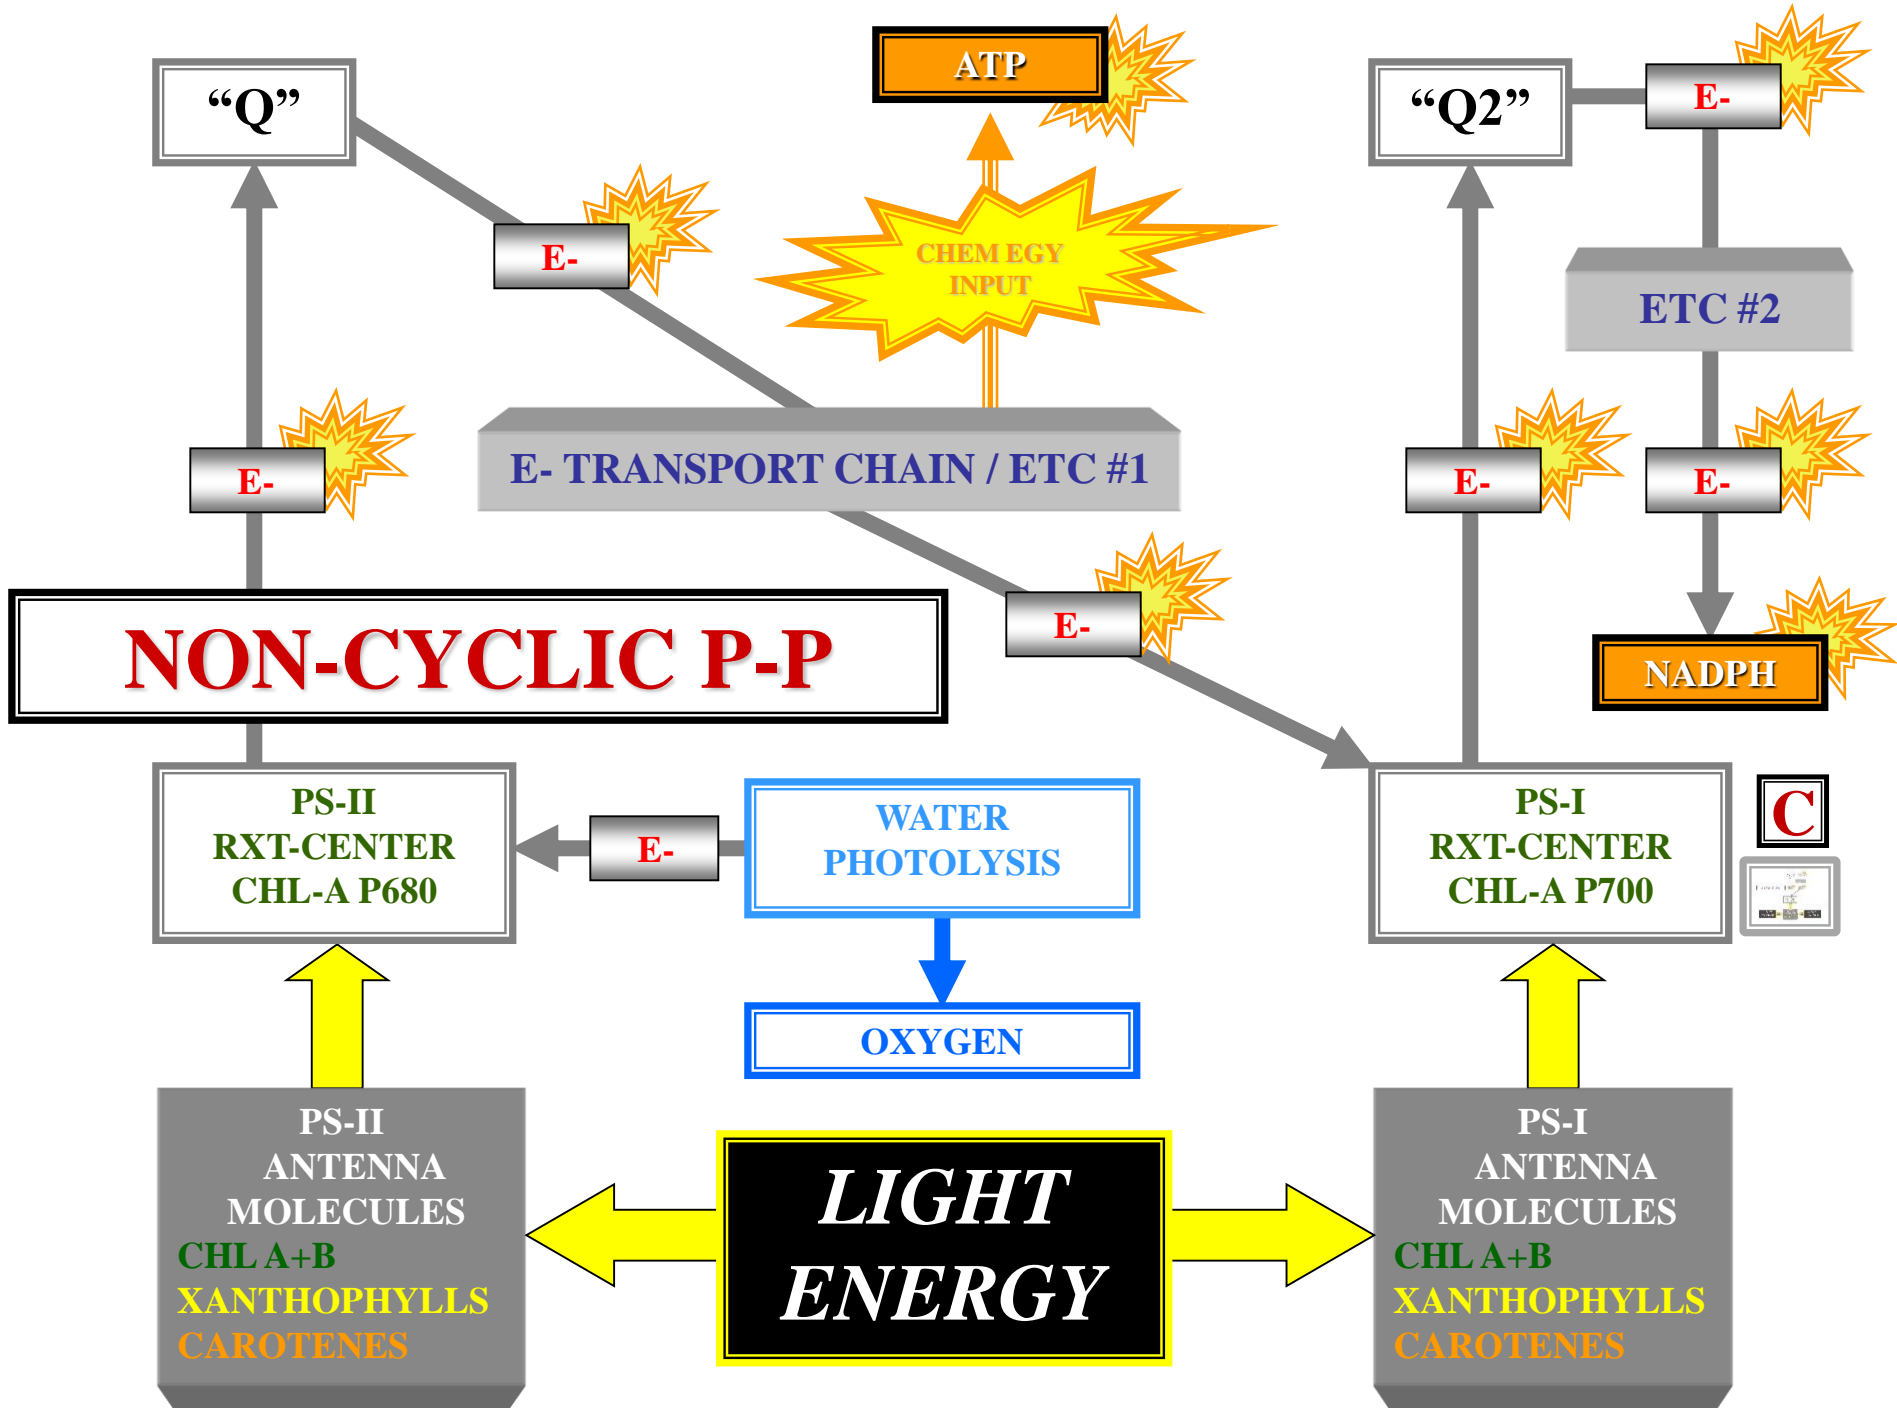 ATP
“Q”
“Q2”
E-
E-
CHEM EGY
INPUT
ETC #2
E- TRANSPORT CHAIN / ETC #1
E-
E-
E-
E-
NON-CYCLIC P-P
NADPH
PS-II
RXT-CENTER
CHL-A P680
E-
WATER
PHOTOLYSIS
PS-I
RXT-CENTER
CHL-A P700
C
OXYGEN
PS-II
ANTENNA
MOLECULES
CHL A+B
XANTHOPHYLLS
CAROTENES
LIGHT
ENERGY
PS-I
ANTENNA
MOLECULES
CHL A+B
XANTHOPHYLLS
CAROTENES